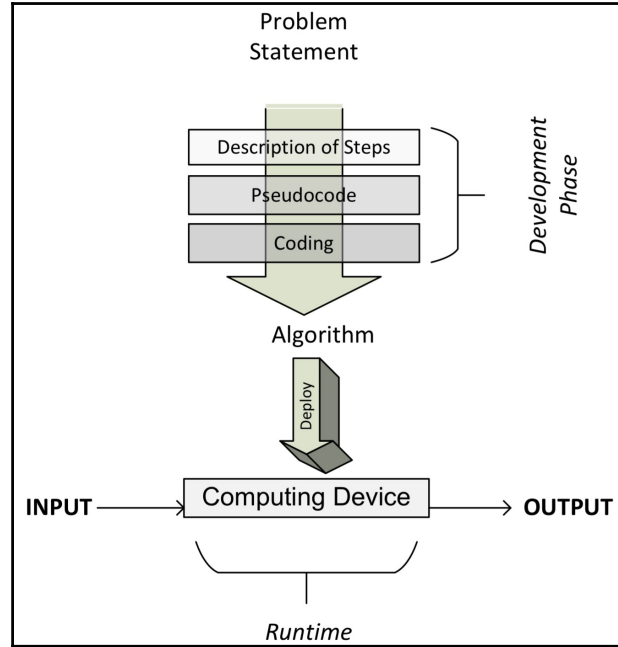 Problem
Statement
Description of Steps
Pseudocode
Coding
Development
Phase
Algorithm
Deploy
INPUT
Computing Device
OUTPUT
Runtime